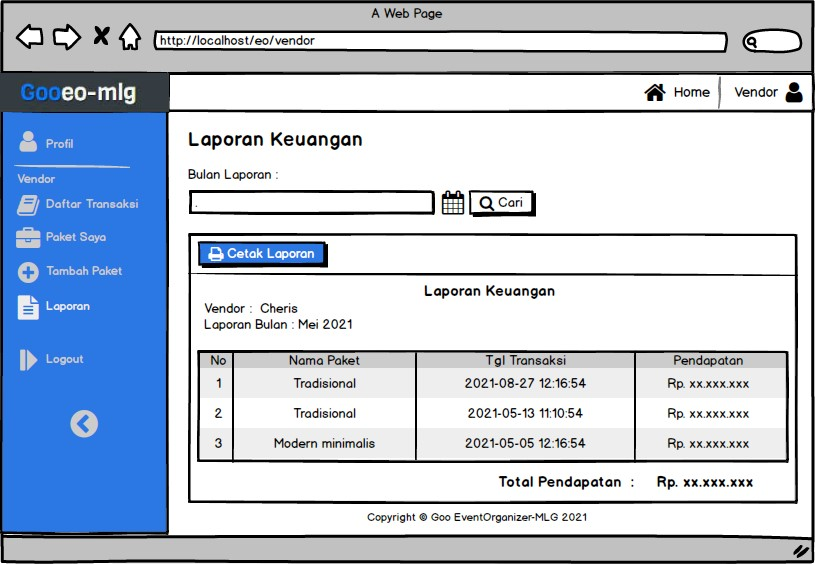 A Web Page
http://localhost/eo/vendor
Gooeo-mlg
Home
Vendor
Profil
Vendor
Daftar Transaksi
Paket Saya
Tambah Paket
Laporan
Logout
Laporan Keuangan
Bulan Laporan :
.
Cari
Cetak Laporan
Laporan Keuangan
Vendor : Cheris
Laporan Bulan : Mei 2021
No Nama Paket Tgl Transaksi Pendapatan
1 Tradisional 2021-08-27 12:16:54 Rp. xx.xxx.xxx
2 Tradisional 2021-05-13 11:10:54 Rp. xx.xxx.xxx
3 Modern minimalis 2021-05-05 12:16:54 Rp. xx.xxx.xxx
Total Pendapatan : Rp. xx.xxx.xxx
Copyright © Goo EventOrganizer-MLG 2021